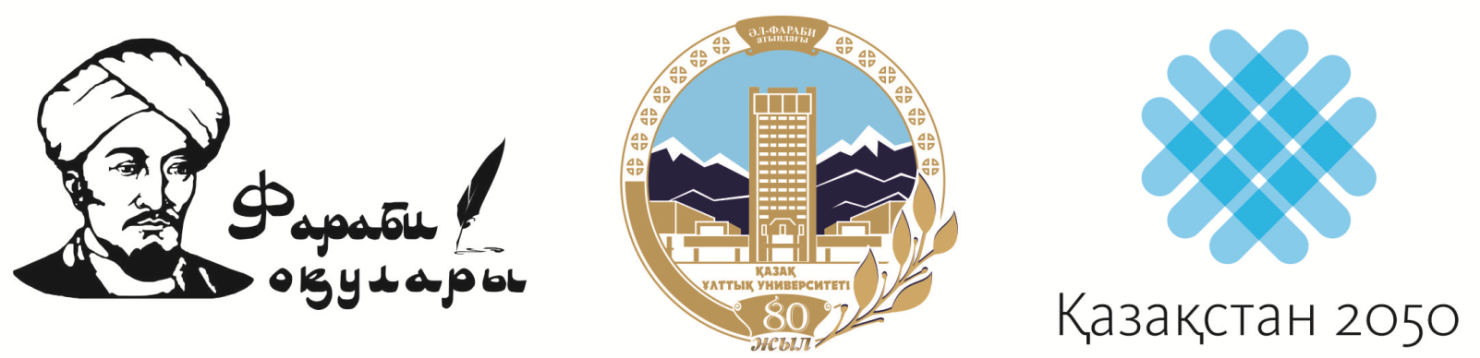 Фараби
оқулары
ӘЛ-ФАРАБИ
атындағы
ҚАЗАҚ
ҰЛТТЫҚ УНИВЕРСИТЕТІ
80
ЖЫЛ
Қазақстан 2050